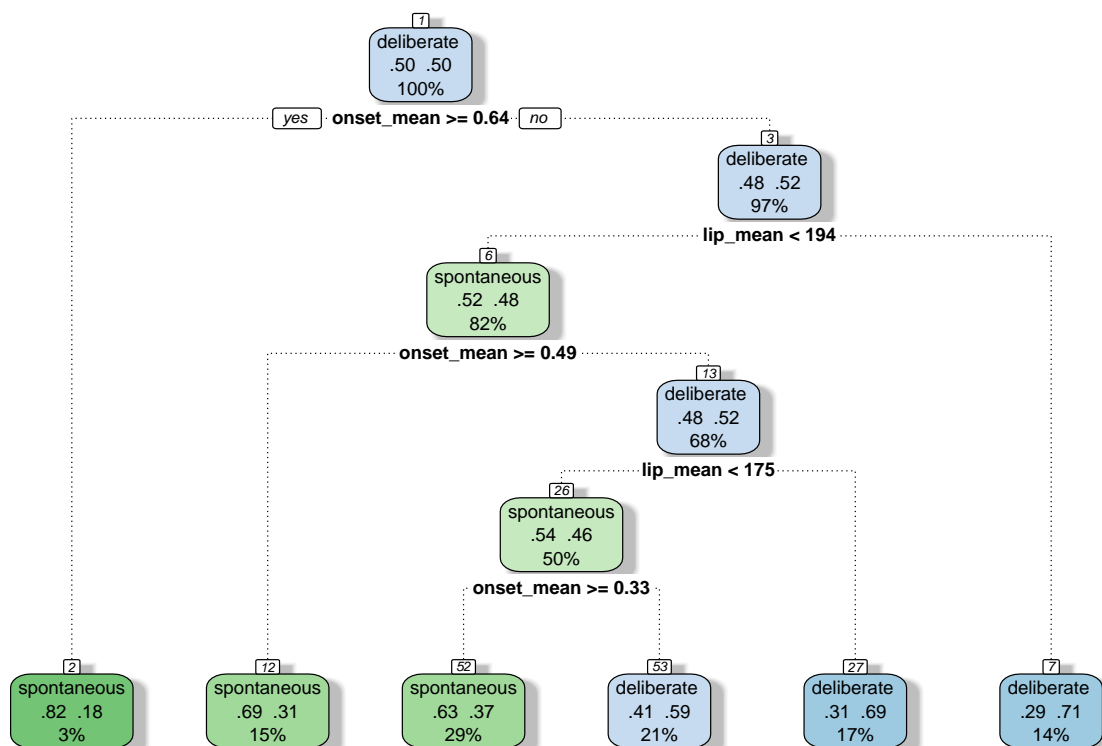 1
deliberate
.50 .50
100%
yes onset_mean >= 0.64 no
3
deliberate
.48 .52
97%
lip_mean < 194
6
spontaneous
.52 .48
82%
onset_mean >= 0.49
13
deliberate
.48 .52
68%
lip_mean < 175
26
spontaneous
.54 .46
50%
onset_mean >= 0.33
2
spontaneous
.82 .18
3%
12
spontaneous
.69 .31
15%
52
spontaneous
.63 .37
29%
53
deliberate
.41 .59
21%
27
deliberate
.31 .69
17%
7
deliberate
.29 .71
14%